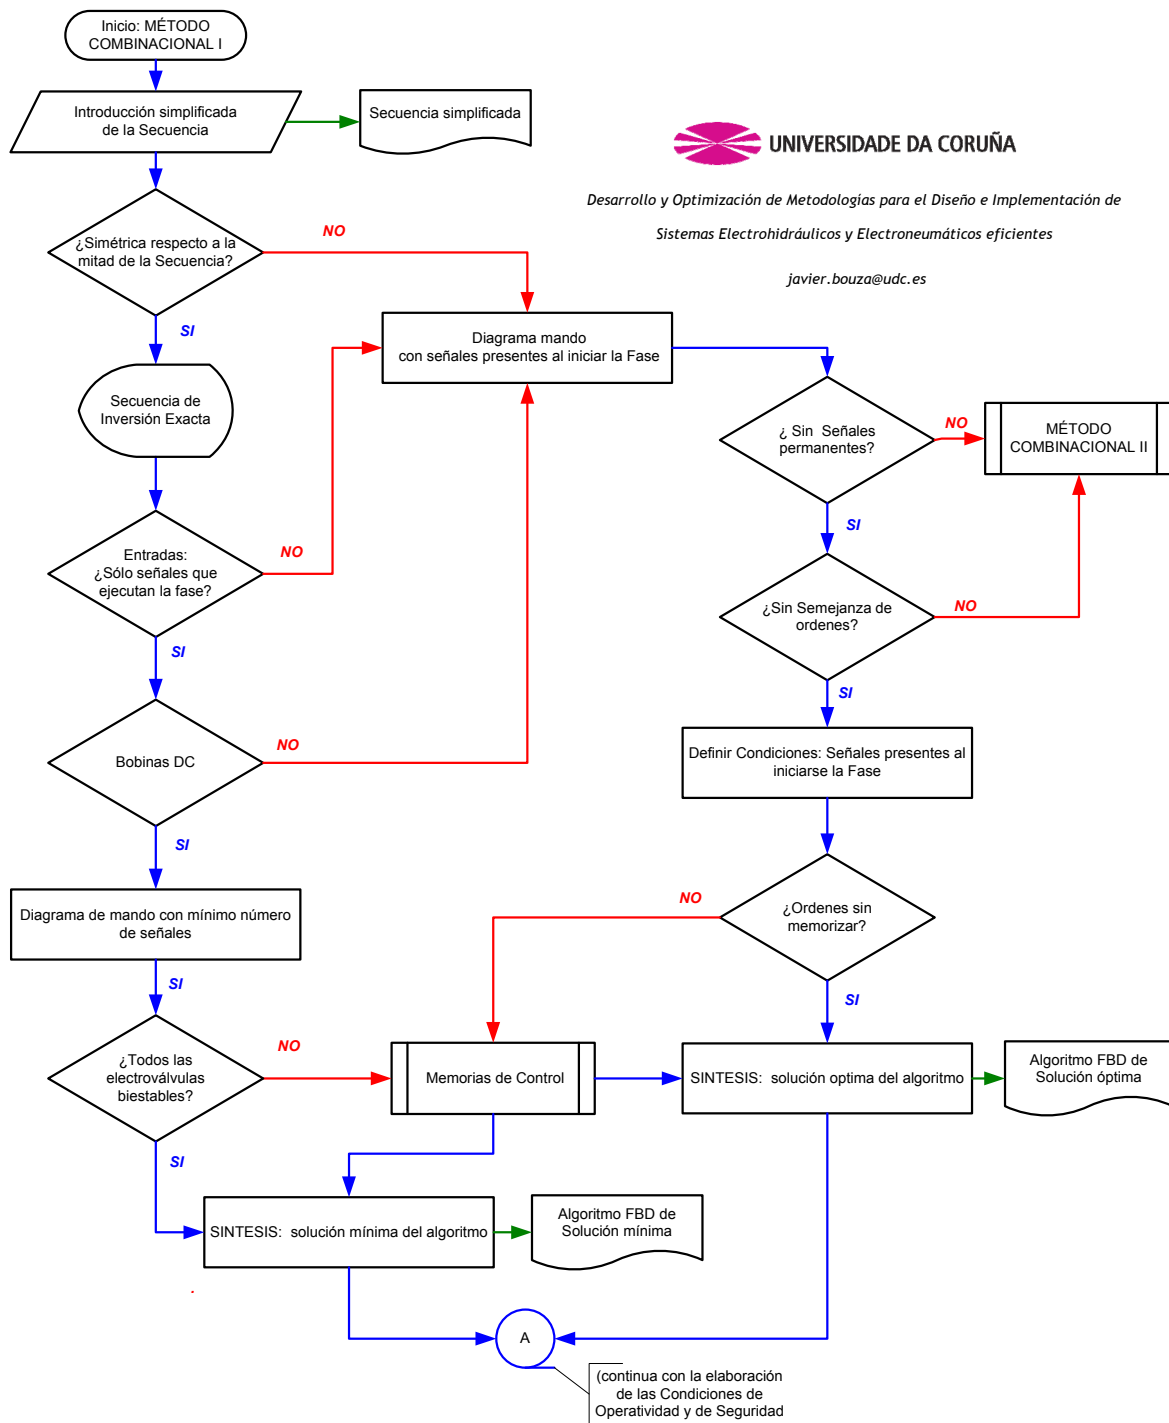 Inicio: MÉTODO
COMBINACIONAL I
Introducción simplificada
de la Secuencia
Secuencia simplificada
UNIVERSIDADE DA CORUÑA
Desarrollo y Optimización de Metodologías para el Diseño e Implementación de
Sistemas Electrohidráulicos y Electroneumáticos eficientes
javier.bouza@udc.es
¿Simétrica respecto a la
mitad de la Secuencia?
NO
SI
Diagrama mando
con señales presentes al iniciar la Fase
Secuencia de
Inversión Exacta
¿ Sin Señales
permanentes?
NO
MÉTODO
COMBINACIONAL II
SI
Entradas:
¿Sólo señales que
ejecutan la fase?
NO
SI
¿Sin Semejanza de
ordenes?
NO
SI
Bobinas DC
NO
SI
Definir Condiciones: Señales presentes al
iniciarse la Fase
Diagrama de mando con mínimo número
de señales
SI
¿Ordenes sin
memorizar?
NO
SI
¿Todos las
electroválvulas
biestables?
NO
SI
Memorias de Control
SINTESIS: solución optima del algoritmo
Algoritmo FBD de
Solución óptima
SINTESIS: solución mínima del algoritmo
Algoritmo FBD de
Solución mínima
A
(continua con la elaboración
de las Condiciones de
Operatividad y de Seguridad